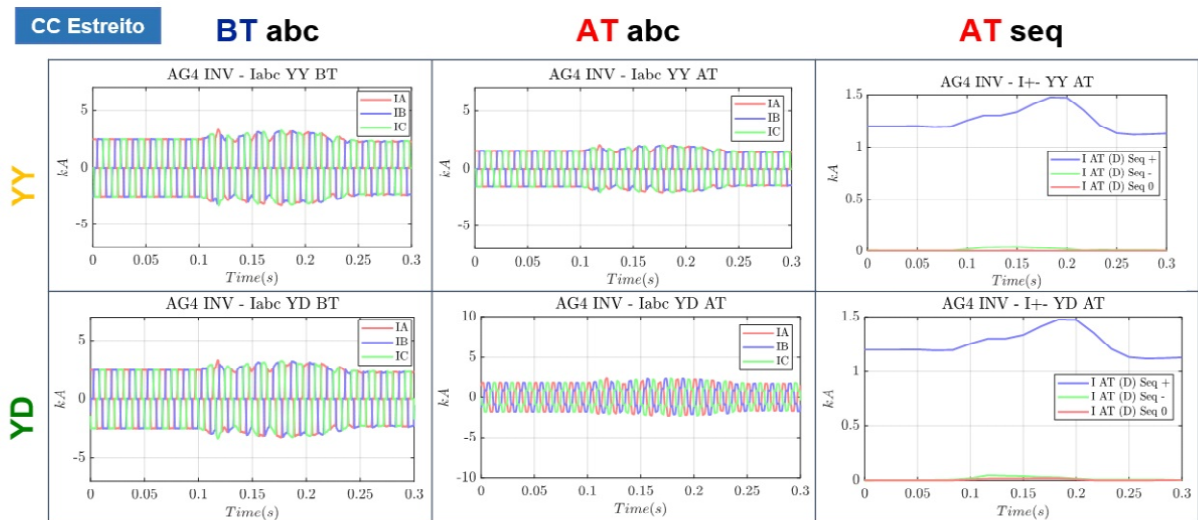 CC Estreito
BT abc
AT abc
AT seq
YY
AG4 INV - Iabc YY BT
kA
5
0
-5
IA
IB
IC
0 0.05 0.1 0.15 0.2 0.25 0.3
Time(s)
AG4 INV - Iabc YY AT
kA
5
0
-5
IA
IB
IC
0 0.05 0.1 0.15 0.2 0.25 0.3
Time(s)
AG4 INV - I+- YY AT
kA
1.5
1
0.5
0
I AT (D) Seq +
I AT (D) Seq -
I AT (D) Seq 0
0 0.05 0.1 0.15 0.2 0.25 0.3
Time(s)
YD
AG4 INV - Iabc YD BT
kA
5
0
-5
IA
IB
IC
0 0.05 0.1 0.15 0.2 0.25 0.3
Time(s)
AG4 INV - Iabc YD AT
kA
10
5
0
-5
-10
IA
IB
IC
0 0.05 0.1 0.15 0.2 0.25 0.3
Time(s)
AG4 INV - I+- YD AT
kA
1.5
1
0.5
0
I AT (D) Seq +
I AT (D) Seq -
I AT (D) Seq 0
0 0.05 0.1 0.15 0.2 0.25 0.3
Time(s)